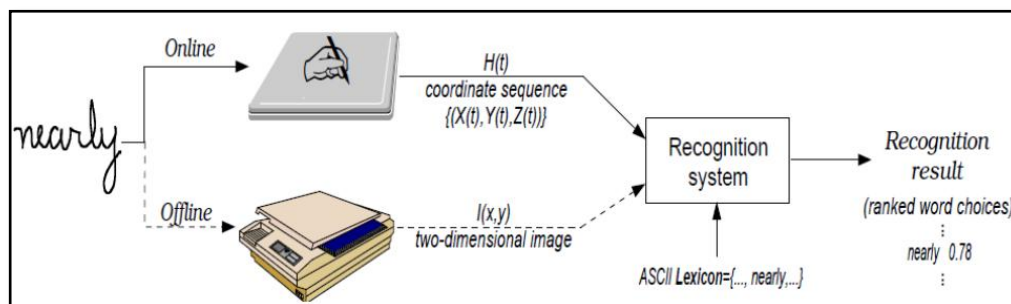 nearly
Online
H(t)
coordinate sequence
{(X(t),Y(t),Z(t))}
Offline
I(x,y)
two-dimensional image
Recognition
system
ASCII Lexicon={..., nearly,...}
Recognition
result
(ranked word choices)
⋮
nearly 0.78
⋮